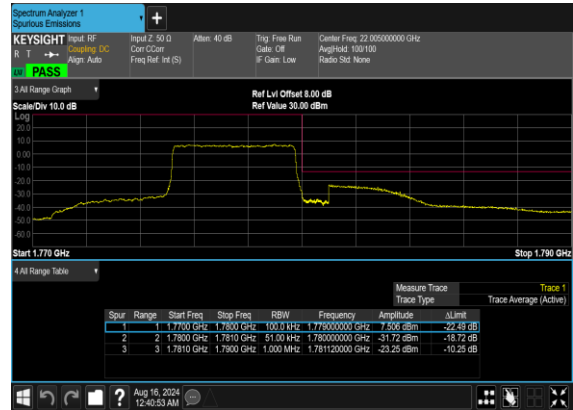 Spectrum Analyzer 1
Spurious Emissions
+
KEYSIGHT Input: RF Input Z: 50 Ω Atten: 40 dB Trig: Free Run Center Freq: 22.005000000 GHz
R T Coupling: DC Corr CCorr Gate: Off Avg|Hold: 100/100
Align: Auto Freq Ref: Int (S) IF Gain: Low Radio Std: None
LW PASS
3 All Range Graph
Ref Lvl Offset 8.00 dB
Scale/Div 10.0 dB Ref Value 30.00 dBm
Log
20.0
10.0
0.00
-10.0
-20.0
-30.0
-40.0
-50.0
-60.0
Start 1.770 GHz Stop 1.790 GHz
4 All Range Table
Measure Trace Trace 1
Trace Type Trace Average (Active)
Spur Range Start Freq Stop Freq RBW Frequency Amplitude ΔLimit
1 1 1.7700 GHz 1.7800 GHz 100.0 kHz 1.779000000 GHz 7.506 dBm -22.49 dB
2 2 1.7800 GHz 1.7810 GHz 51.00 kHz 1.780000000 GHz -31.72 dBm -18.72 dB
3 3 1.7810 GHz 1.7900 GHz 1.000 MHz 1.781120000 GHz -23.25 dBm -10.25 dB
? Aug 16, 2024
12:40:53 AM